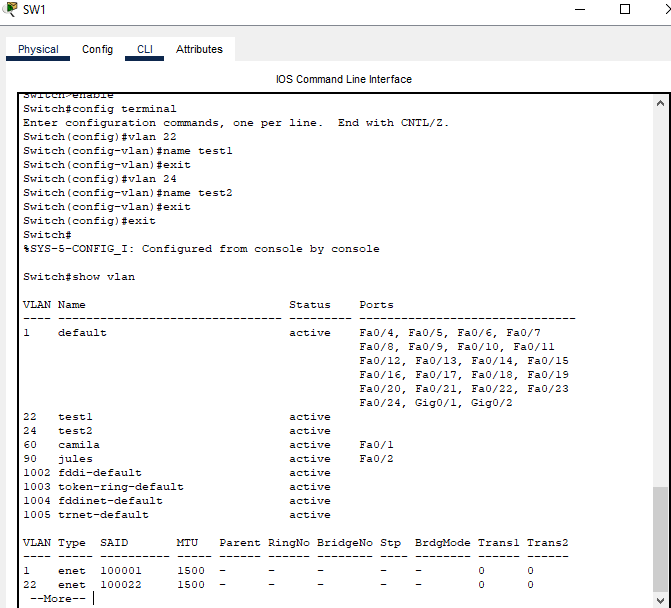 SW1
Physical Config CLI Attributes
IOS Command Line Interface
Switch>enable
Switch#config terminal
Enter configuration commands, one per line.  End with CNTL/Z.
Switch(config)#vlan 22
Switch(config-vlan)#name test1
Switch(config-vlan)#exit
Switch(config)#vlan 24
Switch(config-vlan)#name test2
Switch(config-vlan)#exit
Switch(config)#exit
Switch#
%SYS-5-CONFIG_I: Configured from console by console
Switch#show vlan
VLAN Name                             Status    Ports
---- -------------------------------- --------- -------------------------------
1    default                          active    Fa0/4, Fa0/5, Fa0/6, Fa0/7
                                                Fa0/8, Fa0/9, Fa0/10, Fa0/11
                                                Fa0/12, Fa0/13, Fa0/14, Fa0/15
                                                Fa0/16, Fa0/17, Fa0/18, Fa0/19
                                                Fa0/20, Fa0/21, Fa0/22, Fa0/23
                                                Fa0/24, Gig0/1, Gig0/2
22   test1                            active
24   test2                            active
60   camila                           active    Fa0/1
90   jules                            active    Fa0/2
1002 fddi-default                     active
1003 token-ring-default               active
1004 fddinet-default                  active
1005 trnet-default                    active
VLAN Type  SAID       MTU   Parent RingNo BridgeNo Stp  BrdgMode Trans1 Trans2
---- ----- ---------- ----- ------ ------ -------- ---- -------- ------ ------
1    enet  100001     1500  -      -      -        -    -        0      0
22   enet  100022     1500  -      -      -        -    -        0      0
 --More--